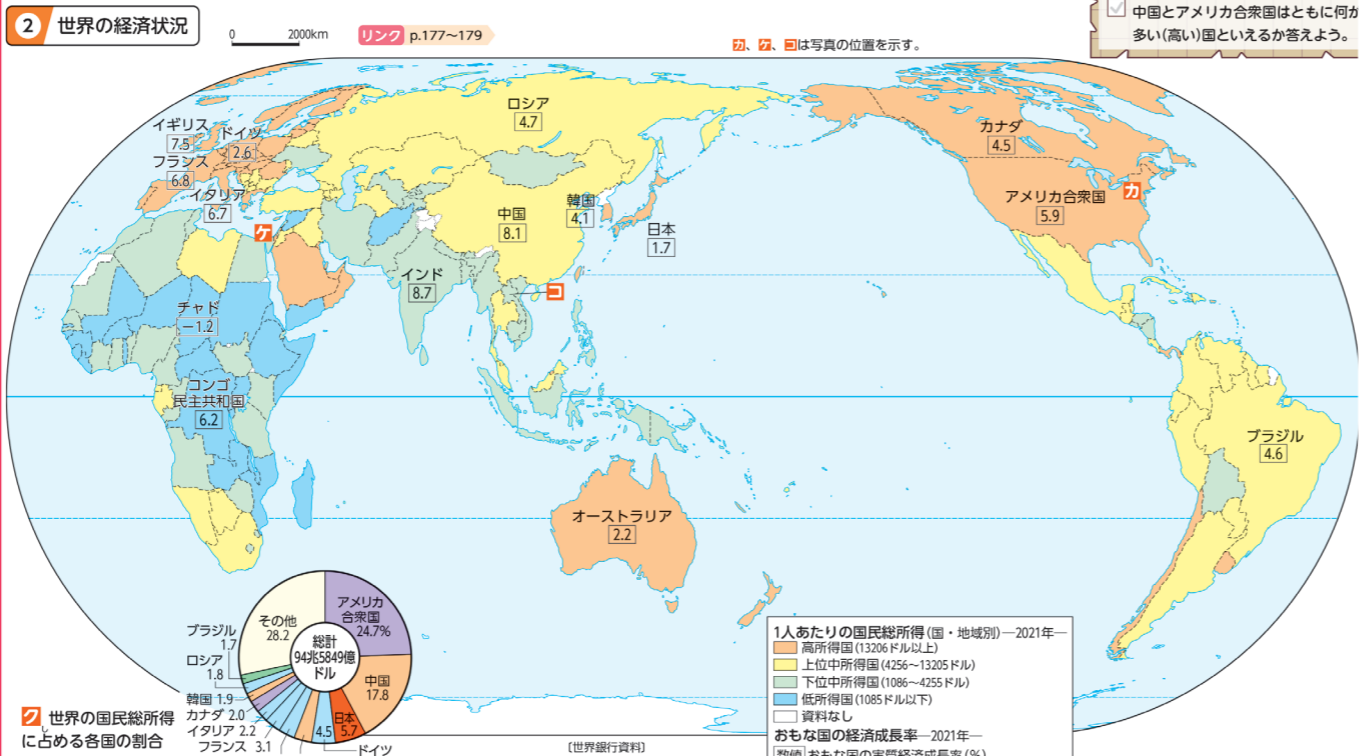 2 世界の経済状況
0 2000km
リンク p.177～179
カ、ケ、コは写真の位置を示す。
中国とアメリカ合衆国はともに何が
多い(高い)国といえるか答えよう。
ロシア
4.7
イギリス
7.5
ドイツ
2.6
フランス
6.8
イタリア
6.7
カナダ
4.5
アメリカ合衆国
5.9
カ
中国
8.1
韓国
4.1
日本
1.7
ケ
インド
8.7
コ
チャド
−1.2
コンゴ
民主共和国
6.2
ブラジル
4.6
オーストラリア
2.2
アメリカ
合衆国
24.7%
その他
28.2
総計
94兆5849億
ドル
中国
17.8
日本
5.7
4.5
ドイツ
ブラジル
1.7
ロシア
1.8
韓国 1.9
カナダ 2.0
イタリア 2.2
フランス 3.1
ク 世界の国民総所得
に占める各国の割合
し
〔世界銀行資料〕
1人あたりの国民総所得(国・地域別)―2021年―
高所得国(13206ドル以上)
上位中所得国(4256～13205ドル)
下位中所得国(1086～4255ドル)
低所得国(1085ドル以下)
資料なし
おもな国の経済成長率―2021年―
数値 おもな国の実質経済成長率(%)